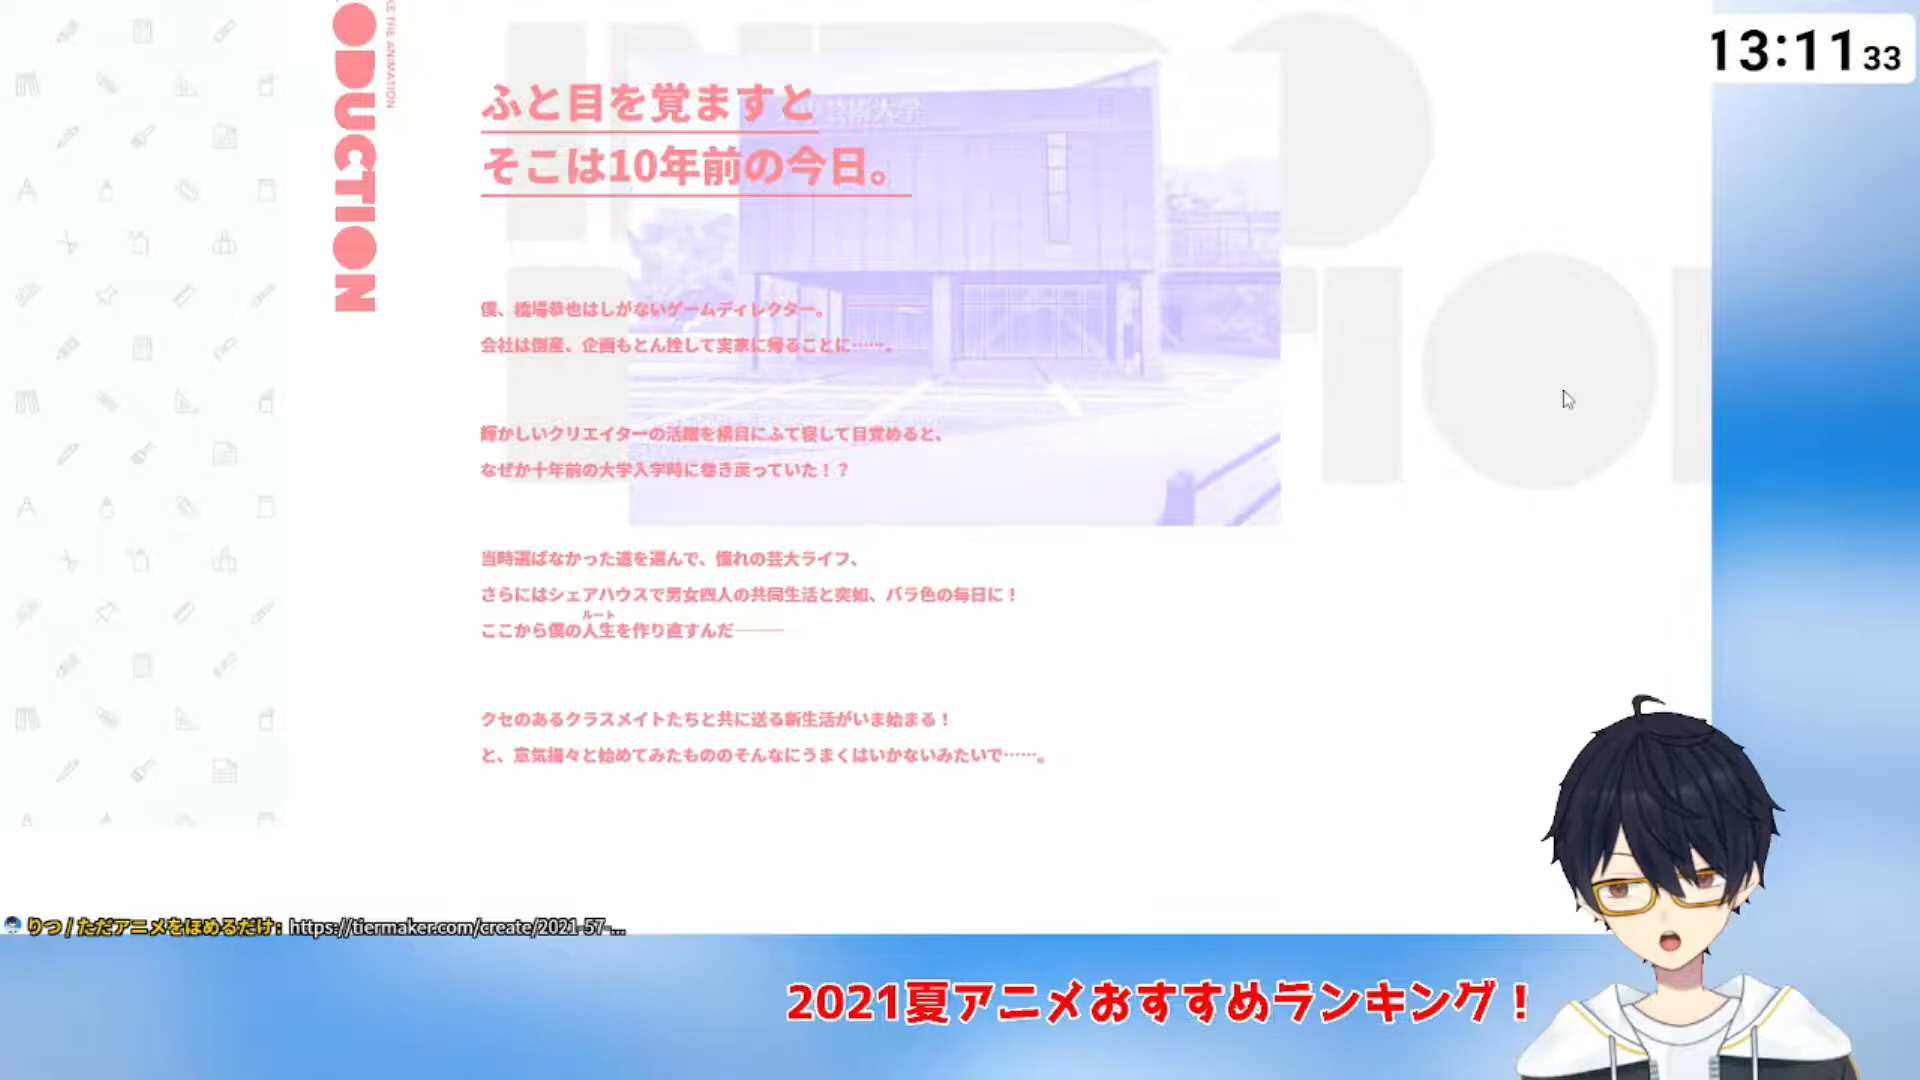 13:11 33
KE THE ANIMATION
ODUCTION
ふと目を覚ますと
そこは10年前の今日。
僕、橋場恭也はしがないゲームディレクター。
会社は倒産、企画もとん挫して実家に帰ることに……。
輝かしいクリエイターの活躍を横目にふて寝して目覚めると、
なぜか十年前の大学入学時に巻き戻っていた！？
当時選ばなかった道を選んで、憧れの芸大ライフ、
さらにはシェアハウスで男女四人の共同生活と突如、バラ色の毎日に！
ルート
ここから僕の人生を作り直すんだ―――
クセのあるクラスメイトたちと共に送る新生活がいま始まる！
と、意気揚々と始めてみたもののそんなにうまくはいかないみたいで……。
りつ / ただアニメをほめるだけ: https://tiermaker.com/create/2021-57-...
2021夏アニメおすすめランキング！